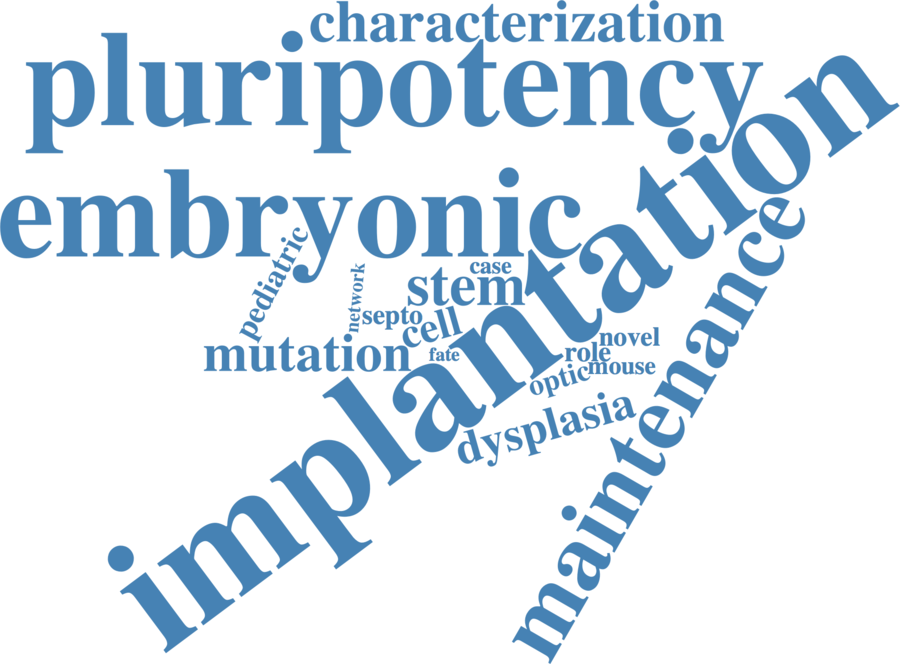 characterization
pluripotency
embryonic
implantation
maintenance
pediatric
network
case
stem
septo
cell
mutation
fate
novel
role
mouse
optic
dysplasia